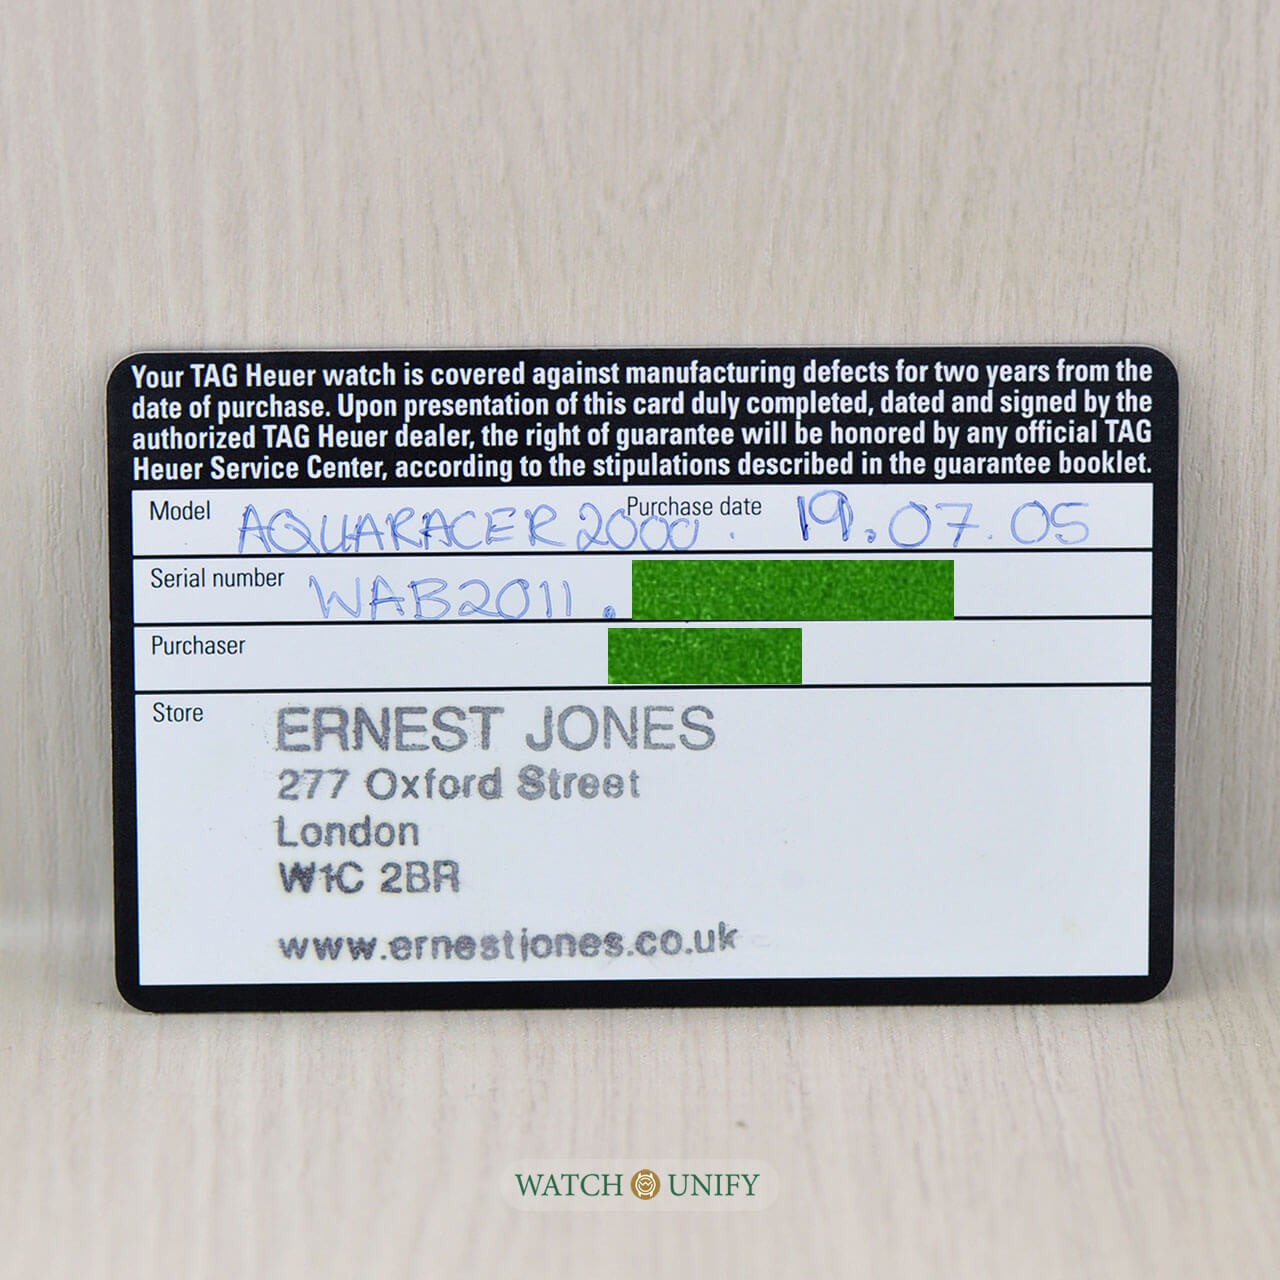 Your TAG Heuer watch is covered against manufacturing defects for two years from the
date of purchase. Upon presentation of this card duly completed, dated and signed by the
authorized TAG Heuer dealer, the right of guarantee will be honored by any official TAG
Heuer Service Center, according to the stipulations described in the guarantee booklet.
Model AQUARACER 2000. Purchase date 19.07.05
Serial number WAB2011.
Purchaser
Store ERNEST JONES
277 Oxford Street
London
W1C 2BR
www.ernestjones.co.uk
WATCH UNIFY